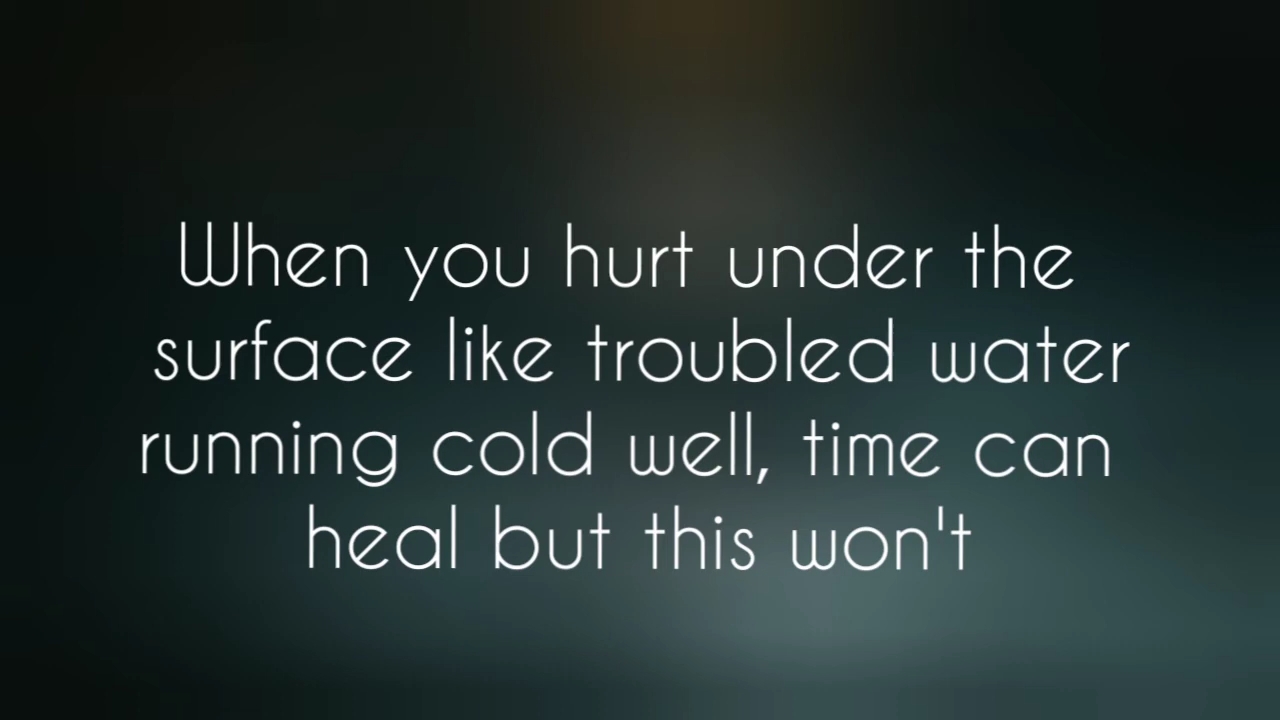 When you hurt under the
surface like troubled water
running cold well, time can
heal but this won't